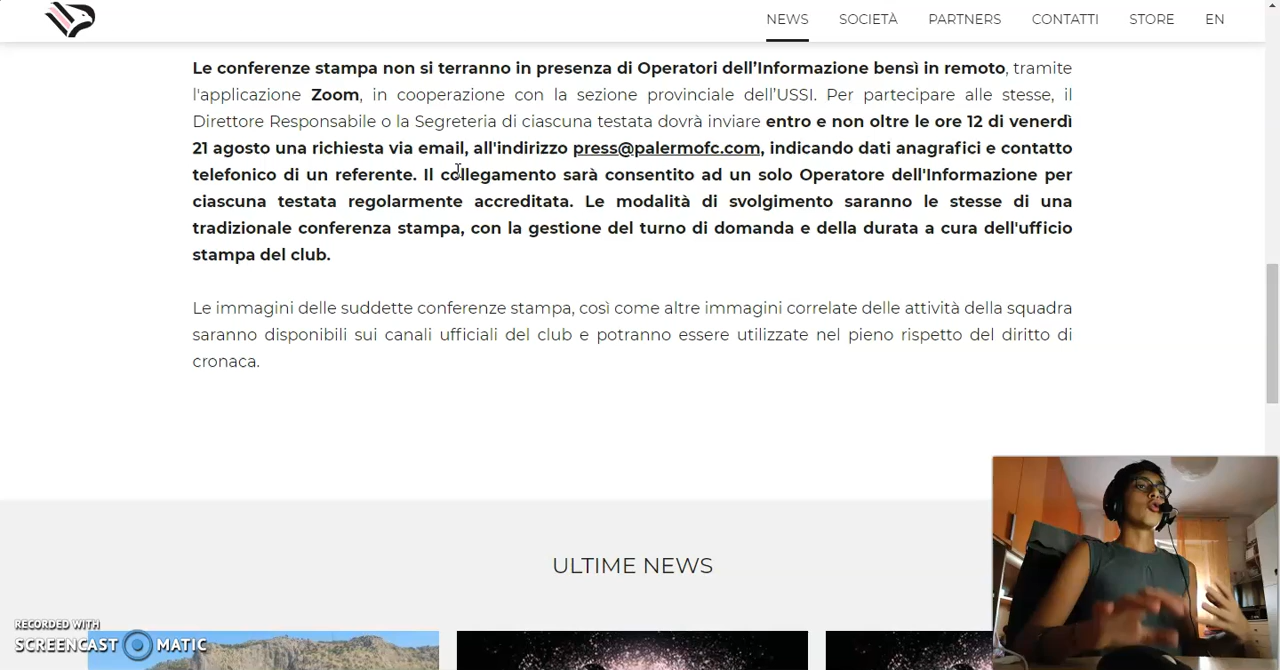 NEWS SOCIETÀ PARTNERS CONTATTI STORE EN
Le conferenze stampa non si terranno in presenza di Operatori dell’Informazione bensì in remoto, tramite
l'applicazione Zoom, in cooperazione con la sezione provinciale dell’USSI. Per partecipare alle stesse, il
Direttore Responsabile o la Segreteria di ciascuna testata dovrà inviare entro e non oltre le ore 12 di venerdì
21 agosto una richiesta via email, all'indirizzo press@palermofc.com, indicando dati anagrafici e contatto
telefonico di un referente. Il collegamento sarà consentito ad un solo Operatore dell'Informazione per
ciascuna testata regolarmente accreditata. Le modalità di svolgimento saranno le stesse di una
tradizionale conferenza stampa, con la gestione del turno di domanda e della durata a cura dell'ufficio
stampa del club.
Le immagini delle suddette conferenze stampa, così come altre immagini correlate delle attività della squadra
saranno disponibili sui canali ufficiali del club e potranno essere utilizzate nel pieno rispetto del diritto di
cronaca.
ULTIME NEWS
RECORDED WITH
SCREENCAST MATIC